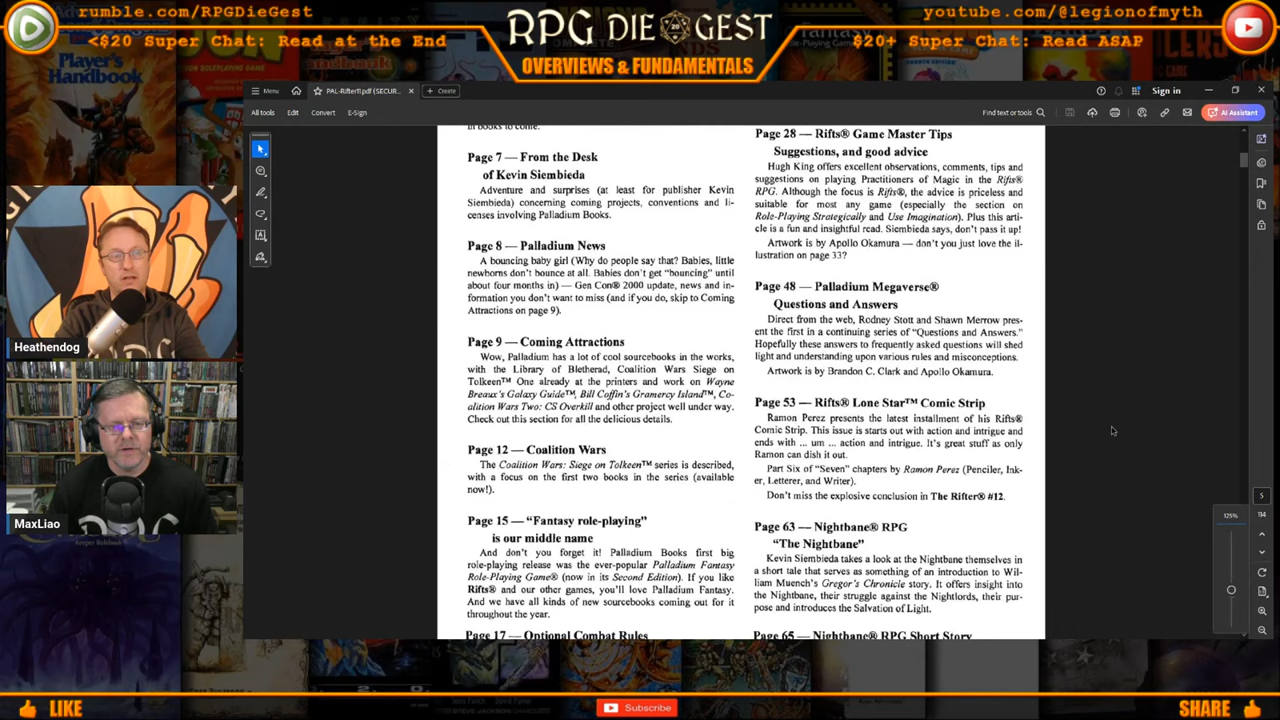 rumble.com/RPGDieGest
<$20 Super Chat: Read at the End
RPG DIE GEST
OVERVIEWS & FUNDAMENTALS
youtube.com/@legionofmyth
$20+ Super Chat: Read ASAP
Player's
Handbook
Menu
PAL-Rifter11.pdf (SECUR...
+ Create
Sign in
All tools
Edit
Convert
E-Sign
Find text or tools
AI Assistant
in books to come.
Page 7 — From the Desk
of Kevin Siembieda
Adventure and surprises (at least for publisher Kevin
Siembieda) concerning coming projects, conventions and li-
censes involving Palladium Books.
Page 8 — Palladium News
A bouncing baby girl (Why do people say that? Babies, little
newborns don't bounce at all. Babies don't get "bouncing" until
about four months in) — Gen Con® 2000 update, news and in-
formation you don't want to miss (and if you do, skip to Coming
Attractions on page 9).
Page 9 — Coming Attractions
Wow, Palladium has a lot of cool sourcebooks in the works,
with the Library of Bletherad, Coalition Wars Siege on
Tolkeen™ One already at the printers and work on Wayne
Breaux's Galaxy Guide™, Bill Coffin's Gramercy Island™, Co-
alition Wars Two: CS Overkill and other project well under way.
Check out this section for all the delicious details.
Page 12 — Coalition Wars
The Coalition Wars: Siege on Tolkeen™ series is described,
with a focus on the first two books in the series (available
now!).
Page 15 — "Fantasy role-playing"
is our middle name
And don't you forget it! Palladium Books first big
role-playing release was the ever-popular Palladium Fantasy
Role-Playing Game® (now in its Second Edition). If you like
Rifts® and our other games, you'll love Palladium Fantasy.
And we have all kinds of new sourcebooks coming out for it
throughout the year.
Page 17 — Optional Combat Rules
Page 28 — Rifts® Game Master Tips
Suggestions, and good advice
Hugh King offers excellent observations, comments, tips and
suggestions on playing Practitioners of Magic in the Rifts®
RPG. Although the focus is Rifts®, the advice is priceless and
suitable for most any game (especially the section on
Role-Playing Strategically and Use Imagination). Plus this arti-
cle is a fun and insightful read. Siembieda says, don't pass it up!
Artwork is by Apollo Okamura — don't you just love the il-
lustration on page 33?
Page 48 — Palladium Megaverse®
Questions and Answers
Direct from the web, Rodney Stott and Shawn Merrow pres-
ent the first in a continuing series of "Questions and Answers."
Hopefully these answers to frequently asked questions will shed
light and understanding upon various rules and misconceptions.
Artwork is by Brandon C. Clark and Apollo Okamura.
Page 53 — Rifts® Lone Star™ Comic Strip
Ramon Perez presents the latest installment of his Rifts®
Comic Strip. This issue is starts out with action and intrigue and
ends with ... um ... action and intrigue. It's great stuff as only
Ramon can dish it out.
Part Six of "Seven" chapters by Ramon Perez (Penciler, Ink-
er, Letterer, and Writer).
Don't miss the explosive conclusion in The Rifter® #12.
Page 63 — Nightbane® RPG
"The Nightbane"
Kevin Siembieda takes a look at the Nightbane themselves in
a short tale that serves as something of an introduction to Wil-
liam Muench's Gregor's Chronicle story. It offers insight into
the Nightbane, their struggle against the Nightlords, their pur-
pose and introduces the Salvation of Light.
Page 65 — Nightbane® RPG Short Story
5
114
125%
Heathendog
MaxLiao
LIKE
Subscribe
SHARE